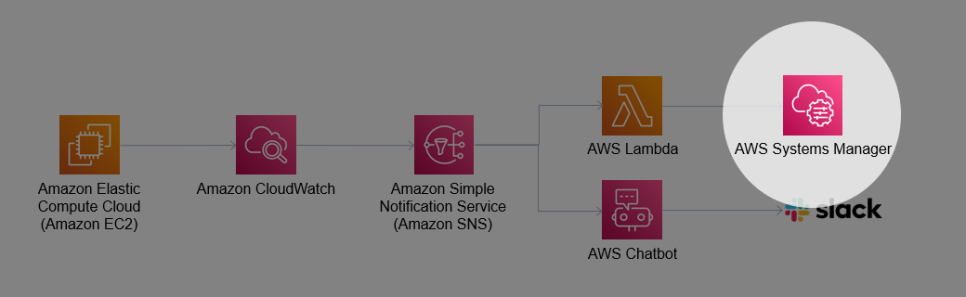 AWS Lambda
AWS Systems Manager
Amazon Elastic
Compute Cloud
(Amazon EC2)
Amazon CloudWatch
Amazon Simple
Notification Service
(Amazon SNS)
slack
AWS Chatbot